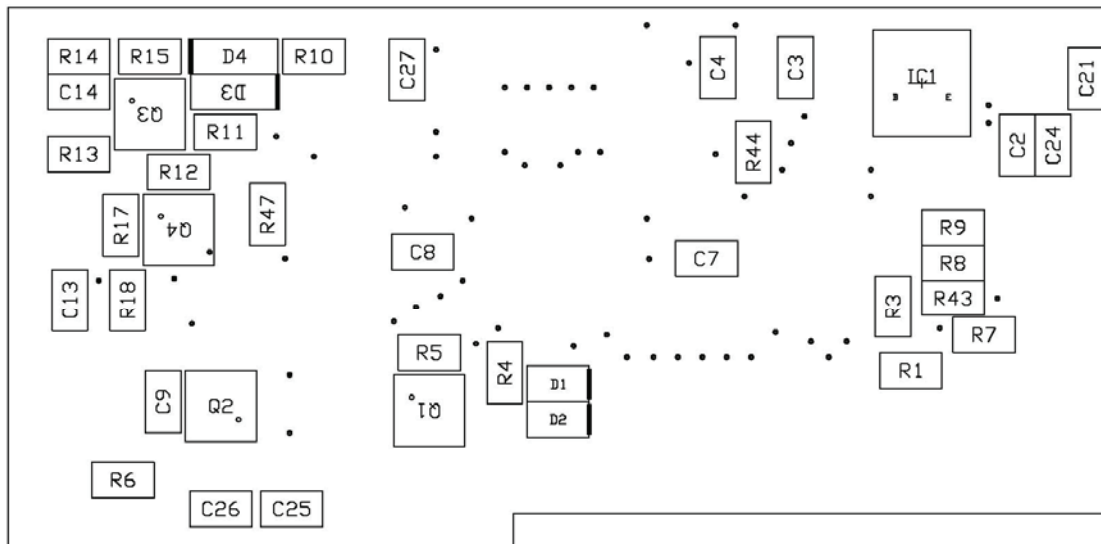 R14 R15 D4 R10
C27 C4 C3 IC1 C21
C14 Q3 D3
B E
R13 R11 R44 C2 C24
R12
R17 Q4 R47
R9
C8 C7 R8
C13 R18 R3 R43
R5 R4 R7
R1
C9 Q2 Q1 D1
D2
R6
C26 C25